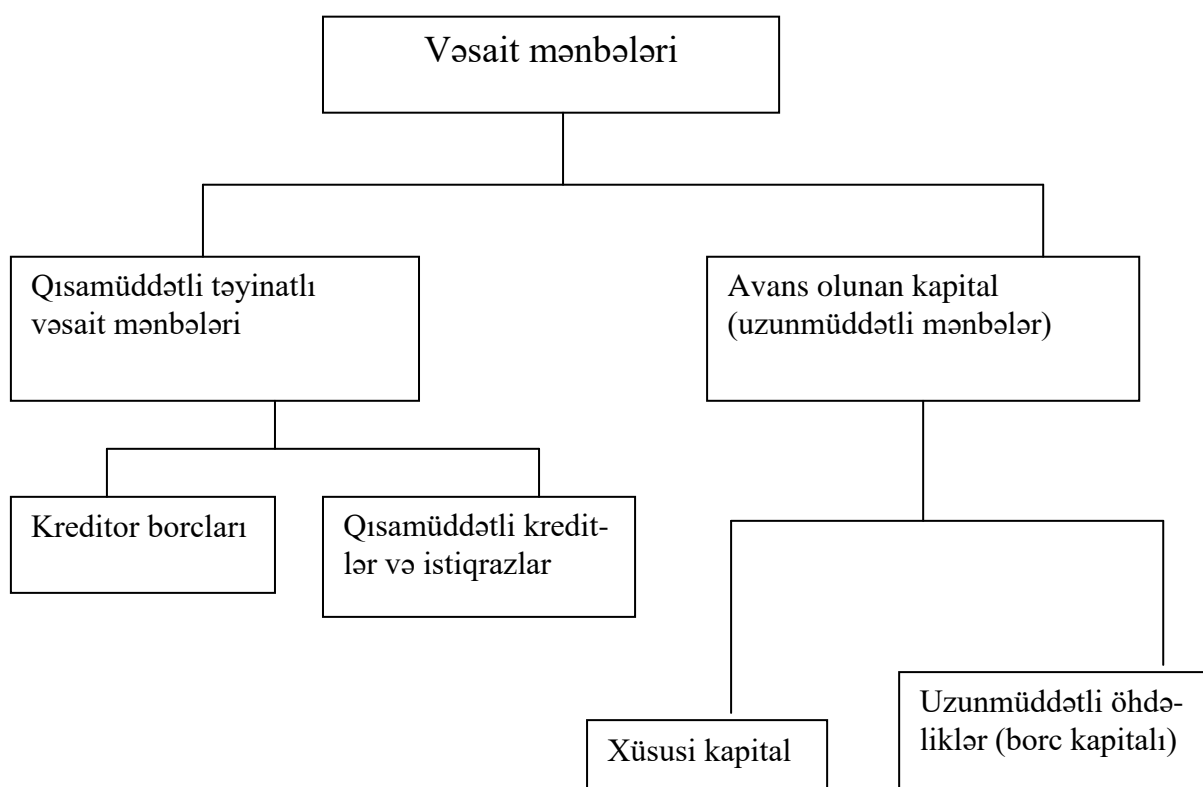 Vəsait mənbələri
Qısamüddətli təyinatlı
vəsait mənbələri
Avans olunan kapital
(uzunmüddətli mənbələr)
Kreditor borcları
Qısamüddətli kredit-
lər və istiqrazlar
Xüsusi kapital
Uzunmüddətli öhdə-
liklər (borc kapitalı)